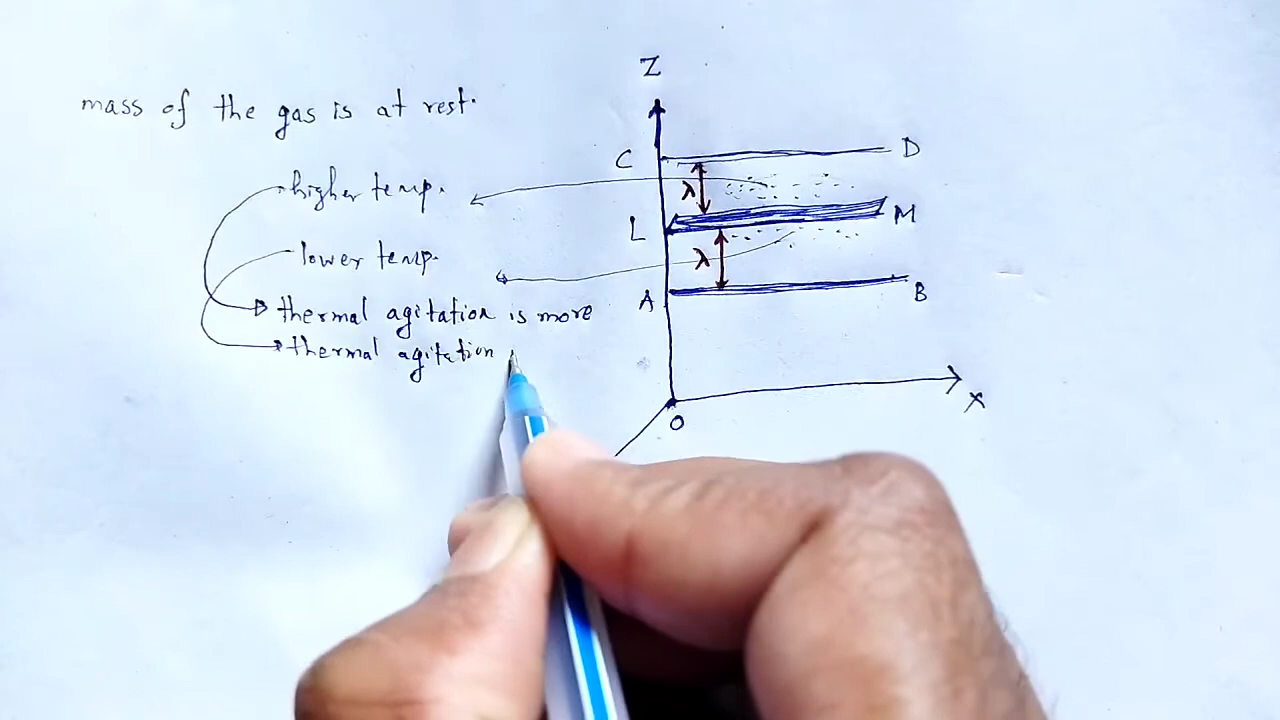 mass of the gas is at rest.
higher temp.
lower temp.
thermal agitation is more
thermal agitation
Z
C
D
λ
L
M
λ
A
B
O
X